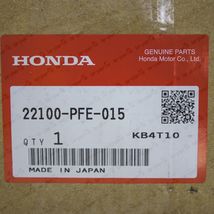 HONDA
GENUINE PARTS
Honda Motor Co., Ltd.
22100-PFE-015
QTY 1
KB4T10
MADE IN JAPAN